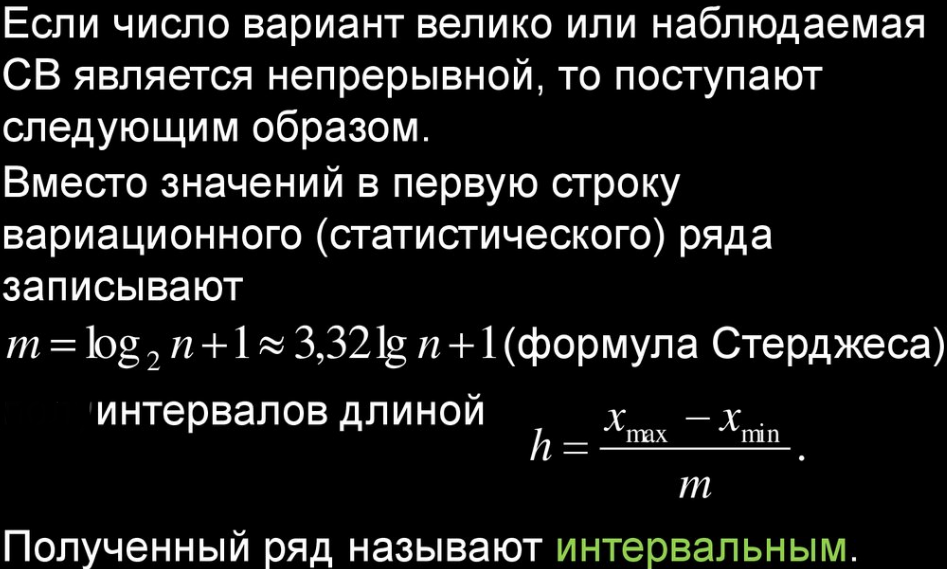 Если число вариант велико или наблюдаемая
СВ является непрерывной, то поступают
следующим образом.
Вместо значений в первую строку
вариационного (статистического) ряда
записывают
m = log₂ n + 1 ≈ 3,32 lg n + 1 (формула Стерджеса)
интервалов длиной h = (x_max − x_min) / m.
Полученный ряд называют интервальным.